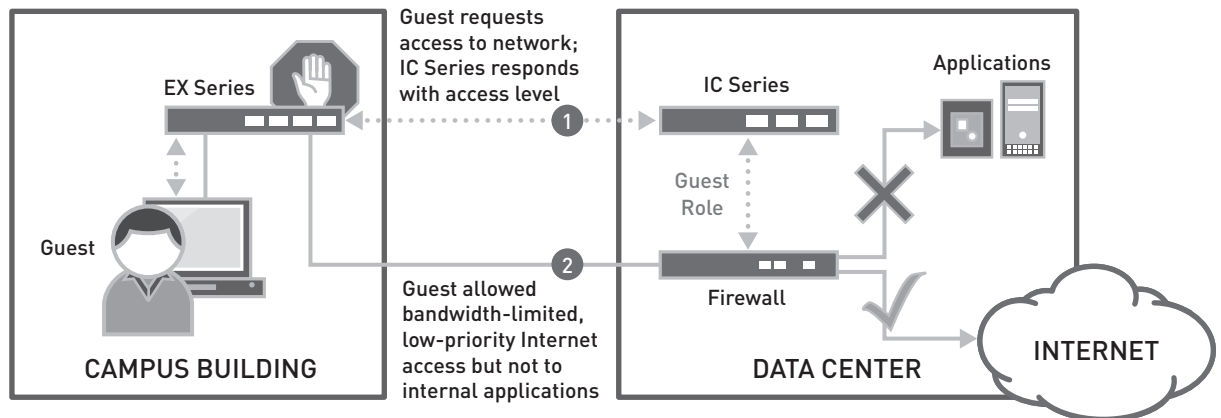 Guest requests
access to network;
IC Series responds
with access level
EX Series
1
IC Series
Applications
Guest
Role
Guest
2
Firewall
Guest allowed
bandwidth-limited,
low-priority Internet
access but not to
internal applications
CAMPUS BUILDING
DATA CENTER
INTERNET